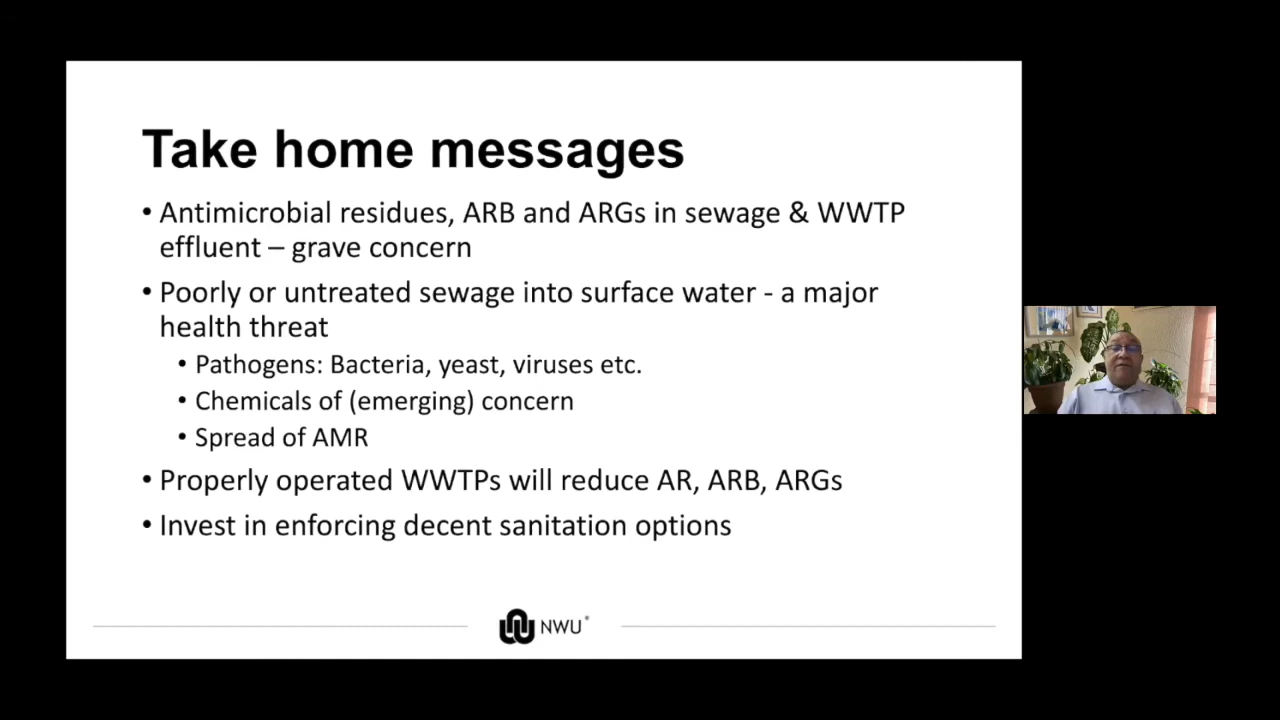 Take home messages
• Antimicrobial residues, ARB and ARGs in sewage & WWTP
effluent – grave concern
• Poorly or untreated sewage into surface water - a major
health threat
• Pathogens: Bacteria, yeast, viruses etc.
• Chemicals of (emerging) concern
• Spread of AMR
• Properly operated WWTPs will reduce AR, ARB, ARGs
• Invest in enforcing decent sanitation options
NWU®